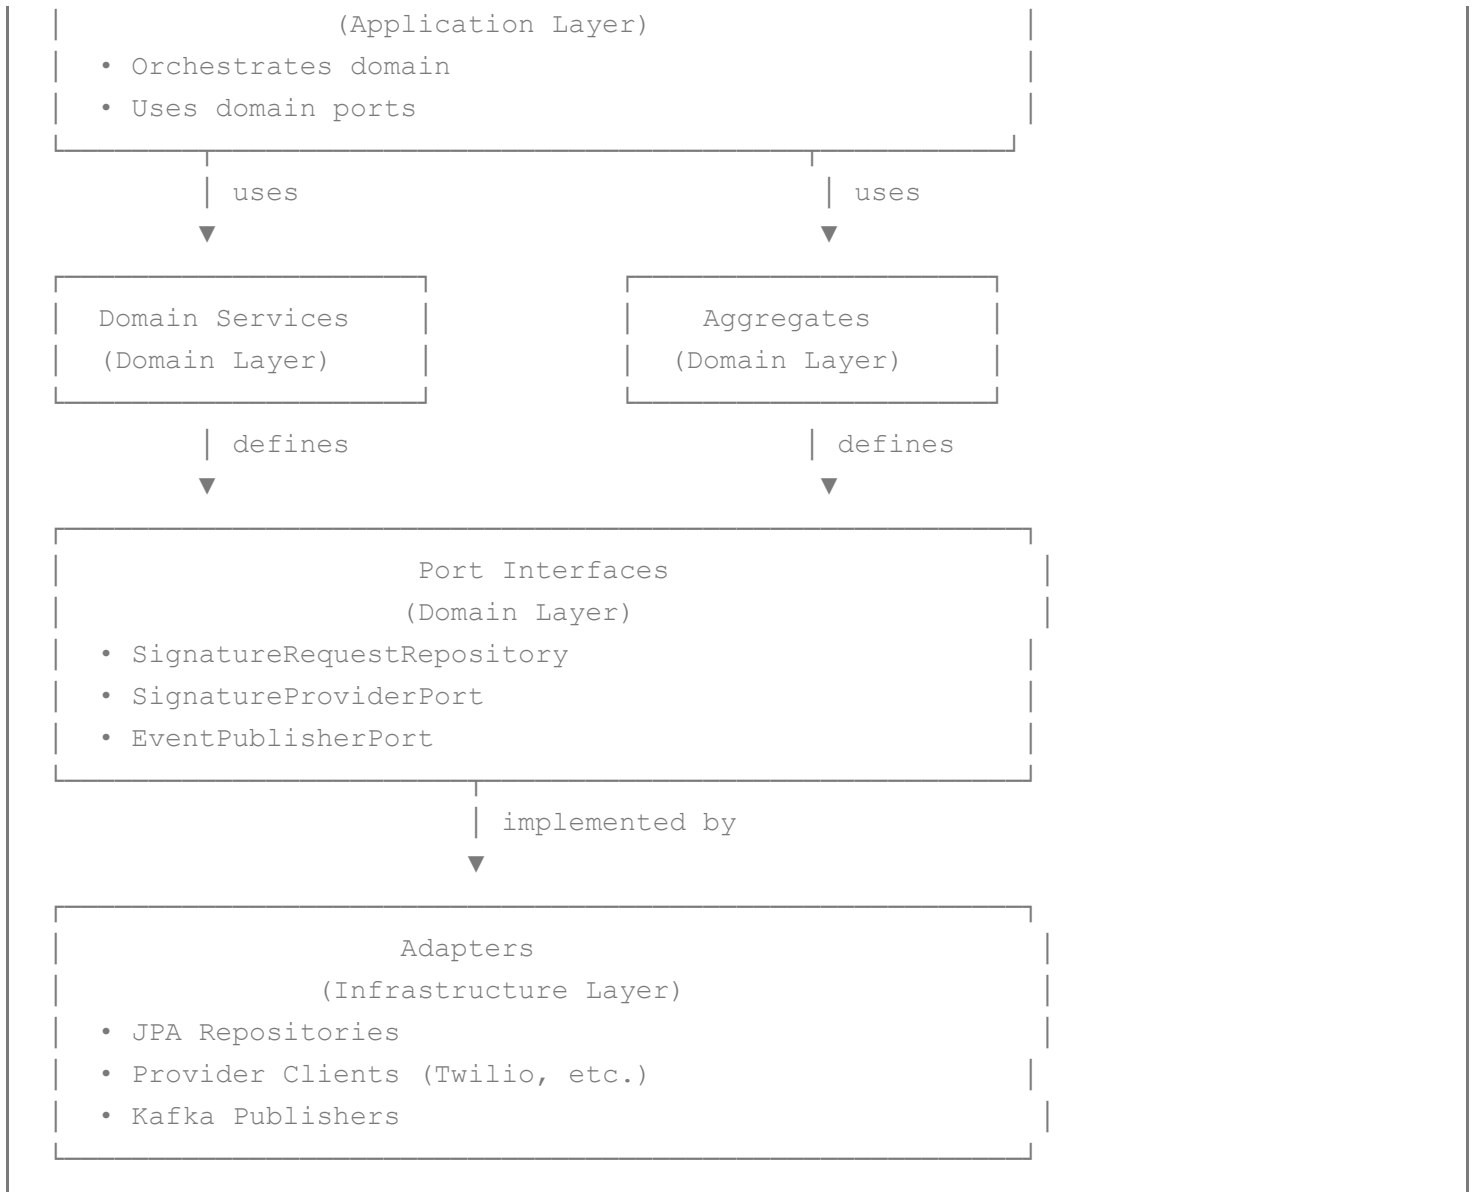 (Application Layer)
• Orchestrates domain
• Uses domain ports
uses uses
Domain Services Aggregates
(Domain Layer) (Domain Layer)
defines defines
Port Interfaces
(Domain Layer)
• SignatureRequestRepository
• SignatureProviderPort
• EventPublisherPort
implemented by
Adapters
(Infrastructure Layer)
• JPA Repositories
• Provider Clients (Twilio, etc.)
• Kafka Publishers